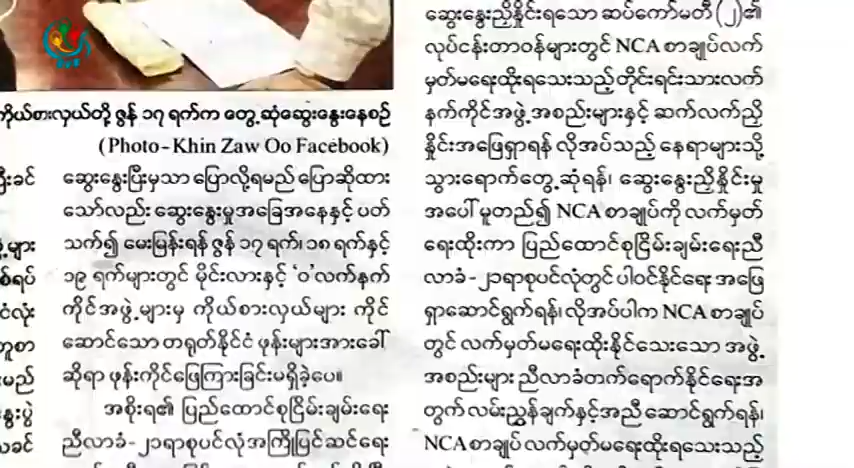 ကိုယ်စားလှယ်တို့ ဇွန် ၁၇ ရက်က တွေ့ဆုံဆွေးနွေးနေစဉ်
(Photo - Khin Zaw Oo Facebook)
ဆွေးနွေးပြီးမှသာ ပြောလို့ရမည် ပြောဆိုထား
သော်လည်း ဆွေးနွေးမှုအခြေအနေနှင့် ပတ်
သက်၍ မေးမြန်းရန် ဇွန် ၁၇ ရက်၊ ၁၈ ရက်နှင့်
၁၉ ရက်များတွင် မိုင်းလားနှင့် ‘ဝ’ လက်နက်
ကိုင်အဖွဲ့များမှ ကိုယ်စားလှယ်များ ကိုင်
ဆောင်သော တရုတ်နိုင်ငံ ဖုန်းများအားခေါ်
ဆိုရာ ဖုန်းကိုင်ဖြေကြားခြင်းမရှိခဲ့ပေ။
အစိုးရ၏ ပြည်ထောင်စုငြိမ်းချမ်းရေး
ညီလာခံ - ၂၁ရာစုပင်လုံအကြိုပြင်ဆင်ရေး
ဆွေးနွေးညှိနှိုင်းရသော ဆပ်ကော်မတီ (၂)၏
လုပ်ငန်းတာဝန်များတွင် NCA စာချုပ်လက်
မှတ်မရေးထိုးရသေးသည့် တိုင်းရင်းသားလက်
နက်ကိုင်အဖွဲ့အစည်းများနှင့် ဆက်လက်ညှိ
နှိုင်းအဖြေရှာရန် လိုအပ်သည့် နေရာများသို့
သွားရောက်တွေ့ဆုံရန်၊ ဆွေးနွေးညှိနှိုင်းမှု
အပေါ် မူတည်၍ NCA စာချုပ်ကို လက်မှတ်
ရေးထိုးကာ ပြည်ထောင်စုငြိမ်းချမ်းရေးညီ
လာခံ - ၂၁ရာစုပင်လုံတွင် ပါဝင်နိုင်ရေး အဖြေ
ရှာဆောင်ရွက်ရန်၊ လိုအပ်ပါက NCA စာချုပ်
တွင် လက်မှတ်မရေးထိုးနိုင်သေးသော အဖွဲ့
အစည်းများ ညီလာခံတက်ရောက်နိုင်ရေးအ
တွက် လမ်းညွှန်ချက်နှင့်အညီ ဆောင်ရွက်ရန်၊
NCA စာချုပ် လက်မှတ်မရေးထိုးရသေးသည့်